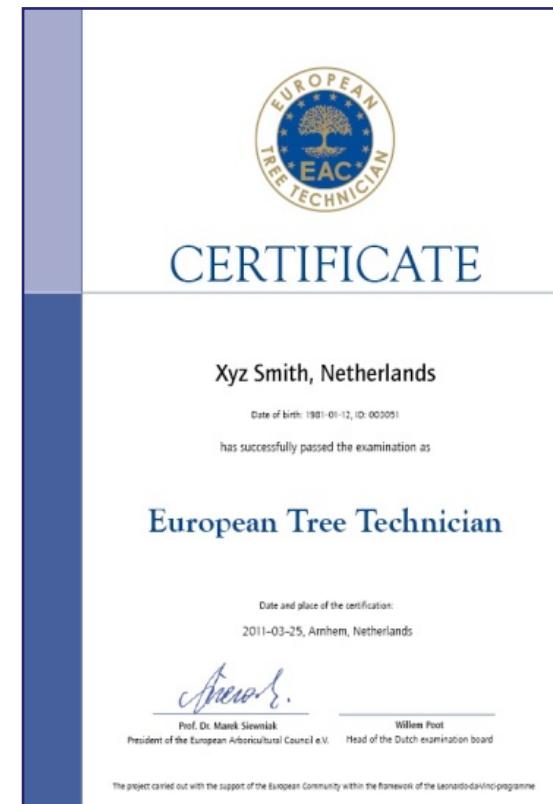 EUROPEAN
EAC
TREE TECHNICIAN
CERTIFICATE
Xyz Smith, Netherlands
Date of birth: 1981-01-12, ID: 003051
has successfully passed the examination as
European Tree Technician
Date and place of the certification:
2011-03-25, Arnhem, Netherlands
Prof. Dr. Marek Siewniak
President of the European Arboricultural Council e.V.
Willem Poot
Head of the Dutch examination board
The project carried out with the support of the European Community within the framework of the Leonardo-da-Vinci-programme